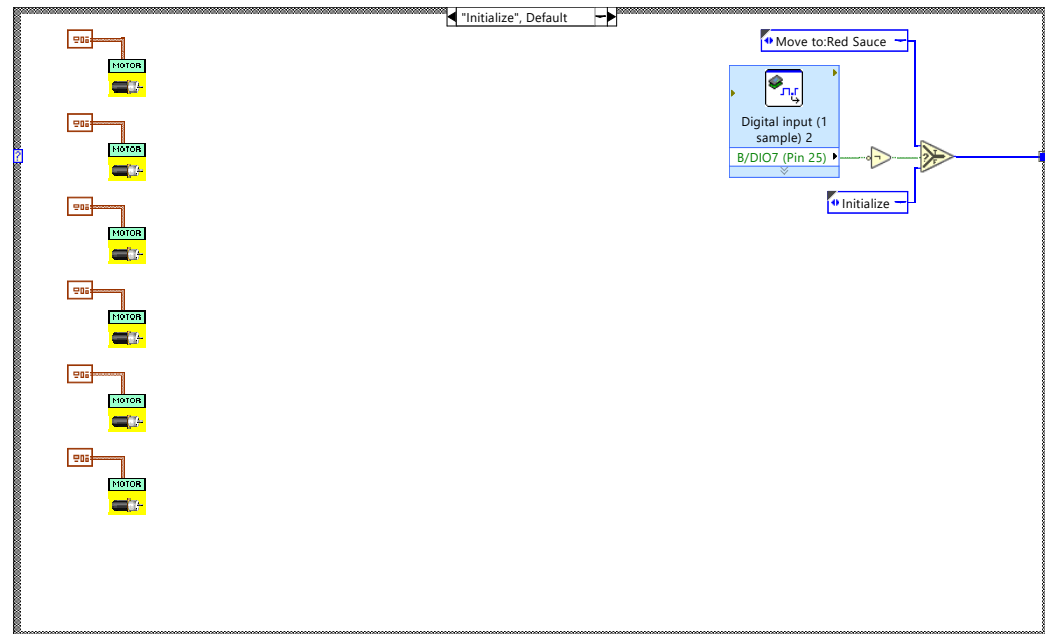 "Initialize", Default
Move to:Red Sauce
Digital input (1
sample) 2
B/DIO7 (Pin 25)
Initialize
MOTOR
MOTOR
MOTOR
MOTOR
MOTOR
MOTOR
?
?
T
F